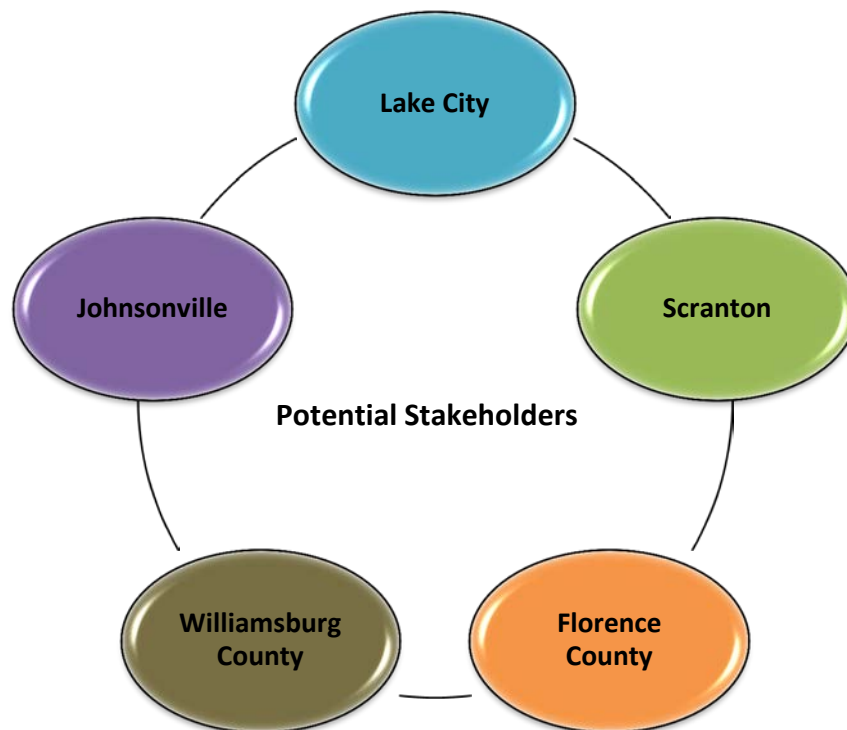 Lake City
Johnsonville
Scranton
Potential Stakeholders
Williamsburg
County
Florence
County